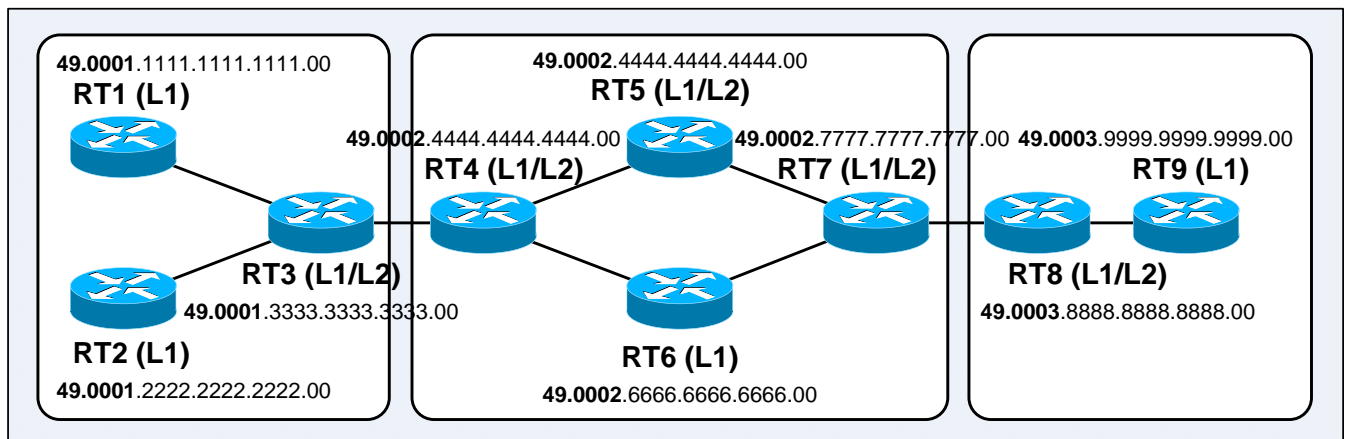 49.0001.1111.1111.1111.00
RT1 (L1)
49.0002.4444.4444.4444.00
RT5 (L1/L2)
49.0002.4444.4444.4444.00
RT4 (L1/L2)
49.0002.7777.7777.7777.00
RT7 (L1/L2)
49.0003.9999.9999.9999.00
RT9 (L1)
RT3 (L1/L2)
49.0001.3333.3333.3333.00
RT8 (L1/L2)
49.0003.8888.8888.8888.00
RT2 (L1)
49.0001.2222.2222.2222.00
RT6 (L1)
49.0002.6666.6666.6666.00